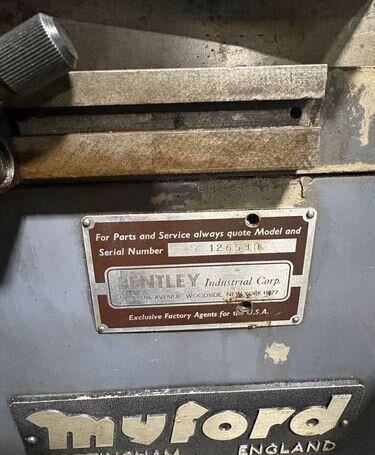 For Parts and Service always quote Model and
Serial Number S 126590
BENTLEY Industrial Corp.
AVENUE WOODSIDE, NEW YORK 11377
Exclusive Factory Agents for the U.S.A.
myford
ENGLAND